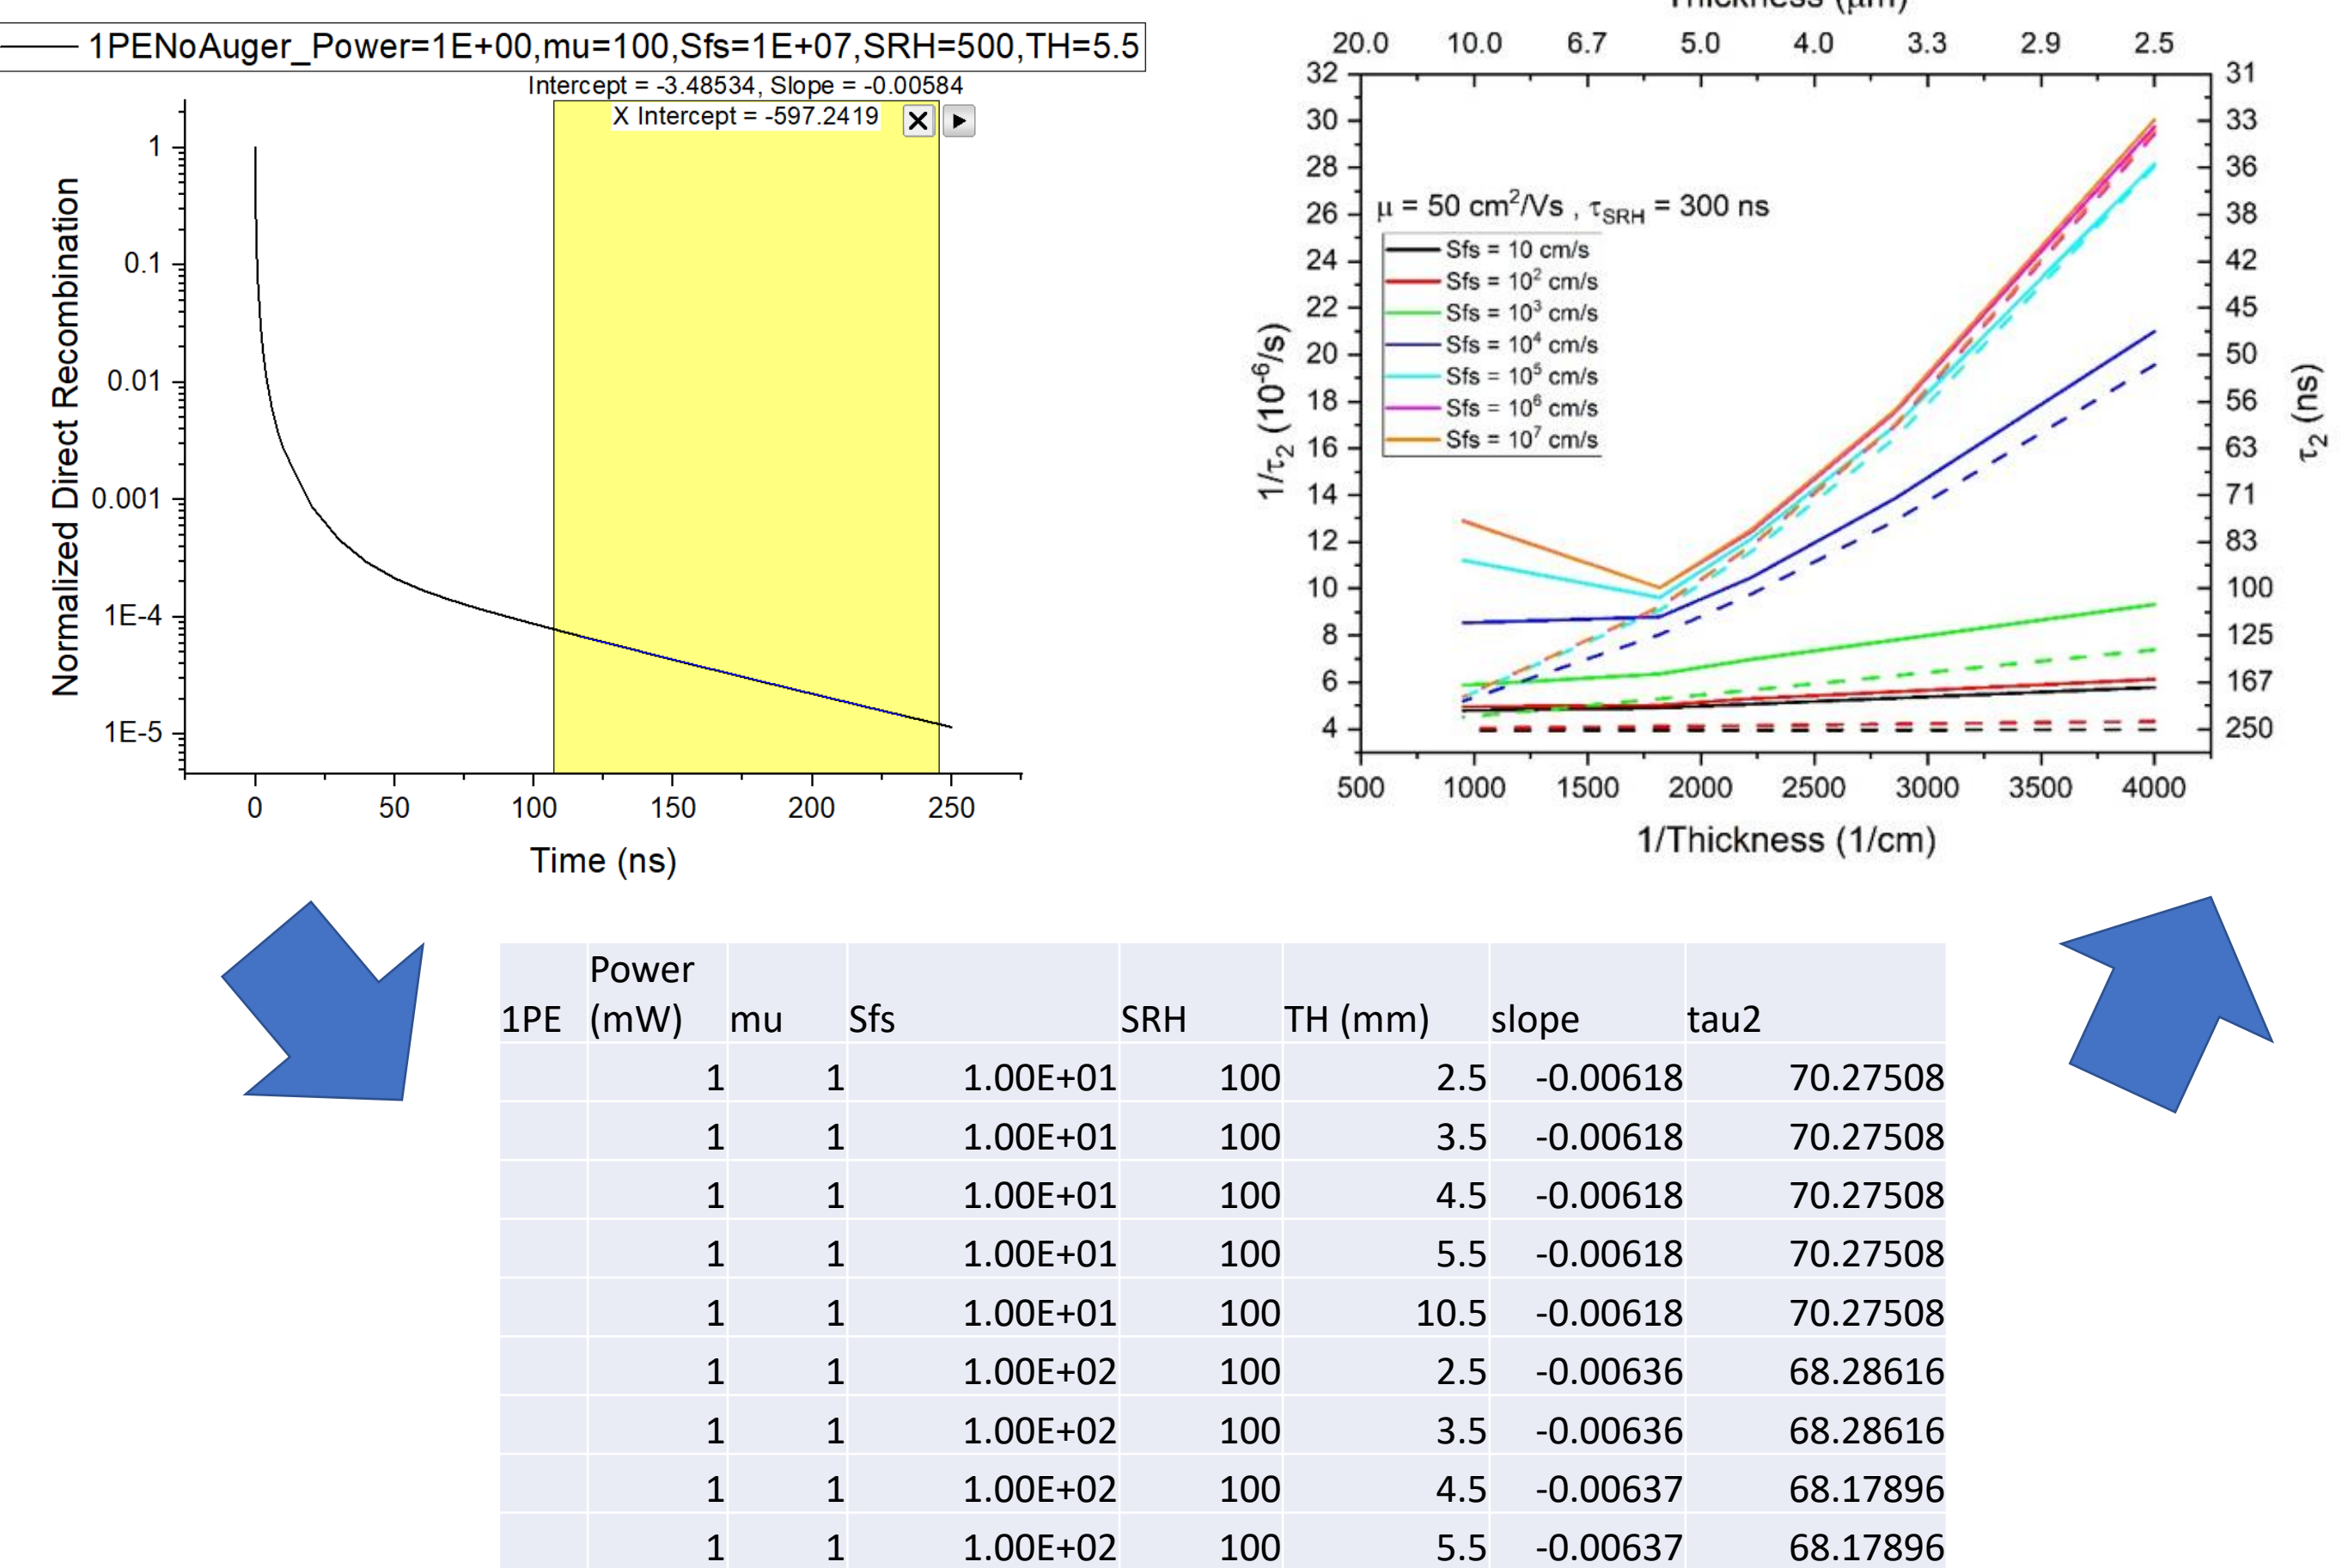 1PENoAuger_Power=1E+00,mu=100,Sfs=1E+07,SRH=500,TH=5.5
Intercept = -3.48534, Slope = -0.00584
X Intercept = -597.2419
Normalized Direct Recombination
1
0.1
0.01
0.001
1E-4
1E-5
0 50 100 150 200 250
Time (ns)
Thickness (μm)
20.0 10.0 6.7 5.0 4.0 3.3 2.9 2.5
1/τ₂ (10⁻⁶/s)
32
30
28
26
24
22
20
18
16
14
12
10
8
6
4
μ = 50 cm²/Vs , τSRH = 300 ns
Sfs = 10 cm/s
Sfs = 10² cm/s
Sfs = 10³ cm/s
Sfs = 10⁴ cm/s
Sfs = 10⁵ cm/s
Sfs = 10⁶ cm/s
Sfs = 10⁷ cm/s
31
33
36
38
42
45
50
56
63
71
83
100
125
167
250
τ₂ (ns)
500 1000 1500 2000 2500 3000 3500 4000
1/Thickness (1/cm)
1PE Power (mW) mu Sfs SRH TH (mm) slope tau2
1 1 1.00E+01 100 2.5 -0.00618 70.27508
1 1 1.00E+01 100 3.5 -0.00618 70.27508
1 1 1.00E+01 100 4.5 -0.00618 70.27508
1 1 1.00E+01 100 5.5 -0.00618 70.27508
1 1 1.00E+01 100 10.5 -0.00618 70.27508
1 1 1.00E+02 100 2.5 -0.00636 68.28616
1 1 1.00E+02 100 3.5 -0.00636 68.28616
1 1 1.00E+02 100 4.5 -0.00637 68.17896
1 1 1.00E+02 100 5.5 -0.00637 68.17896